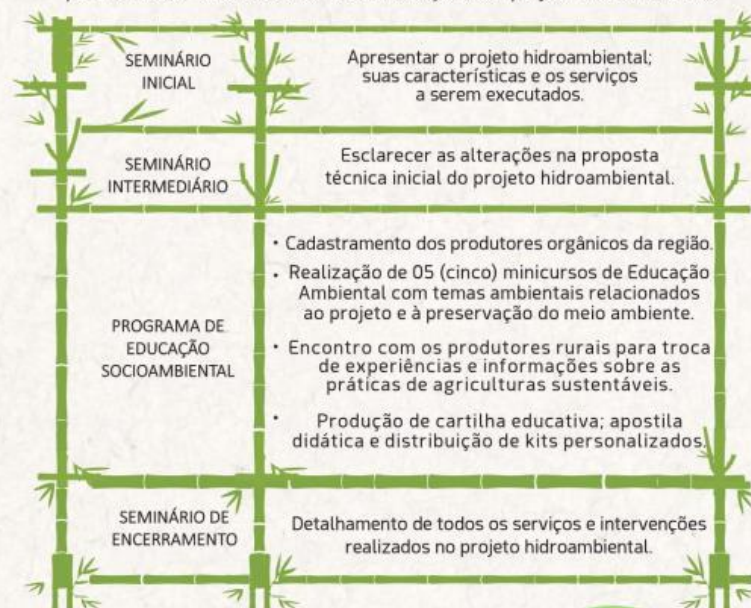 SEMINÁRIO
INICIAL
Apresentar o projeto hidroambiental;
suas características e os serviços
a serem executados.
SEMINÁRIO
INTERMEDIÁRIO
Esclarecer as alterações na proposta
técnica inicial do projeto hidroambiental.
PROGRAMA DE
EDUCAÇÃO
SOCIOAMBIENTAL
• Cadastramento dos produtores orgânicos da região.
• Realização de 05 (cinco) minicursos de Educação
Ambiental com temas ambientais relacionados
ao projeto e à preservação do meio ambiente.
• Encontro com os produtores rurais para troca
de experiências e informações sobre as
práticas de agriculturas sustentáveis.
• Produção de cartilha educativa; apostila
didática e distribuição de kits personalizados.
SEMINÁRIO DE
ENCERRAMENTO
Detalhamento de todos os serviços e intervenções
realizados no projeto hidroambiental.